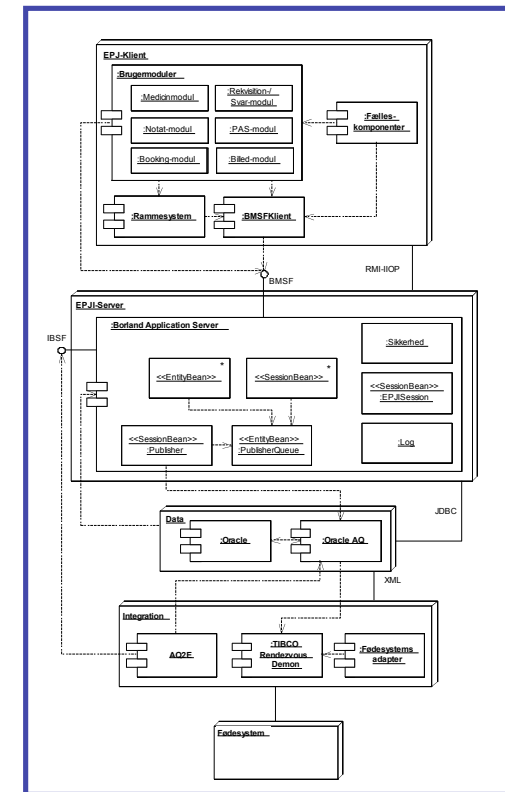 EPJ-Klient
:Brugermoduler
:Medicinmodul
:Rekvisition-/
Svar-modul
:Notat-modul
:PAS-modul
:Booking-modul
:Billed-modul
:Fælles-
komponenter
:Rammesystem
:BMSFKlient
BMSF
RMI-IIOP
EPJI-Server
IBSF
:Borland Application Server
<<EntityBean>>
*
<<SessionBean>>
*
:Sikkerhed
<<SessionBean>>
:EPJISession
<<SessionBean>>
:Publisher
<<EntityBean>>
:PublisherQueue
:Log
JDBC
Data
:Oracle
:Oracle AQ
XML
Integration
AQ2E
:TIBCO
Rendezvous
Demon
:Fødesystems
adapter
Fødesystem